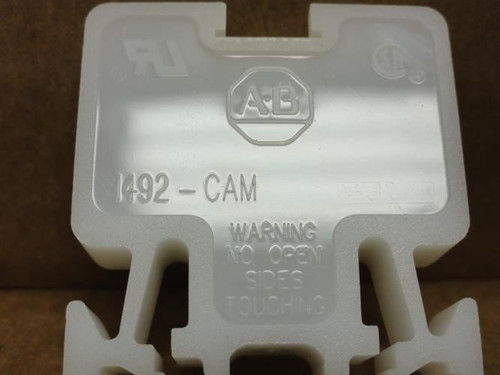 A·B
1492-CAM
WARNING
NO OPEN
SIDES
TOUCHING